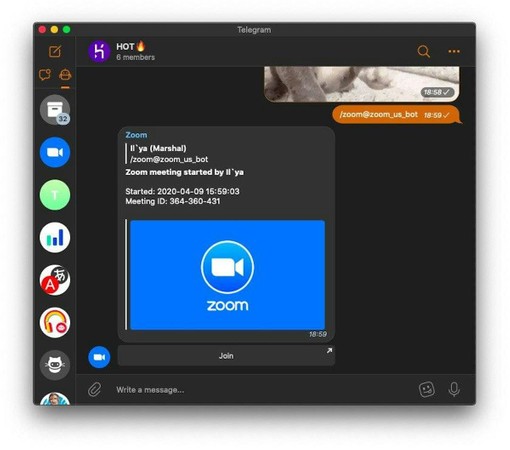 Telegram
HOT🔥
6 members
18:58 ✓
/zoom@zoom_us_bot 18:59 ✓
32
T
あ
A
Zoom
Il`ya (Marshal)
/zoom@zoom_us_bot
Zoom meeting started by Il`ya
Started: 2020-04-09 15:59:03
Meeting ID: 364-360-431
zoom
18:59
Join
Write a message...